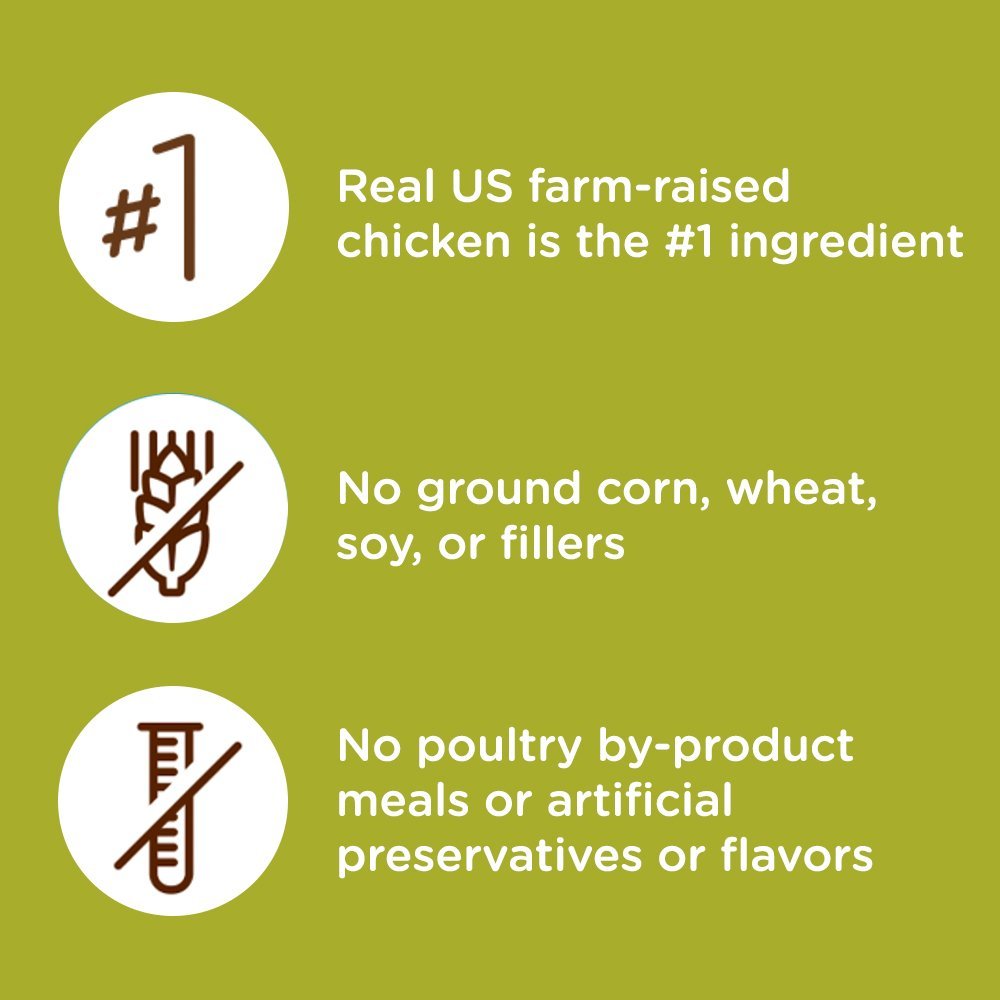 #1
Real US farm-raised
chicken is the #1 ingredient
No ground corn, wheat,
soy, or fillers
No poultry by-product
meals or artificial
preservatives or flavors